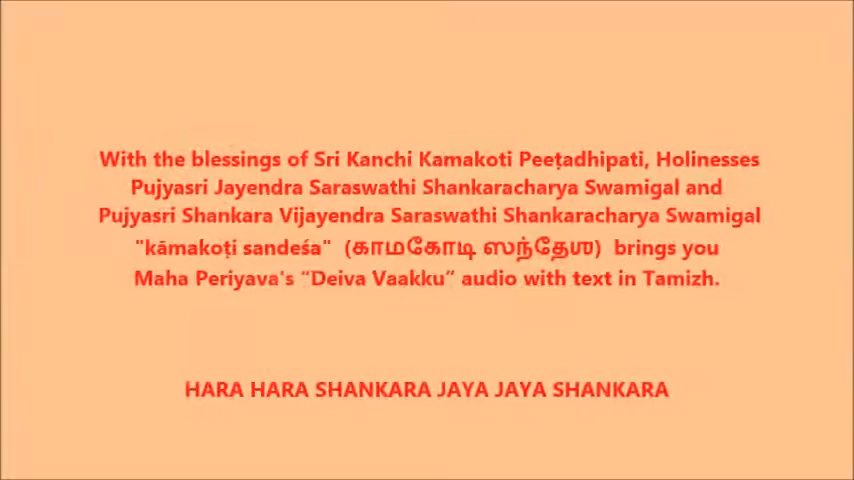 With the blessings of Sri Kanchi Kamakoti Peeṭadhipati, Holinesses
Pujyasri Jayendra Saraswathi Shankaracharya Swamigal and
Pujyasri Shankara Vijayendra Saraswathi Shankaracharya Swamigal
"kāmakoṭi sandeśa" (காமகோடி ஸந்தேஶ) brings you
Maha Periyava's “Deiva Vaakku” audio with text in Tamizh.
HARA HARA SHANKARA JAYA JAYA SHANKARA